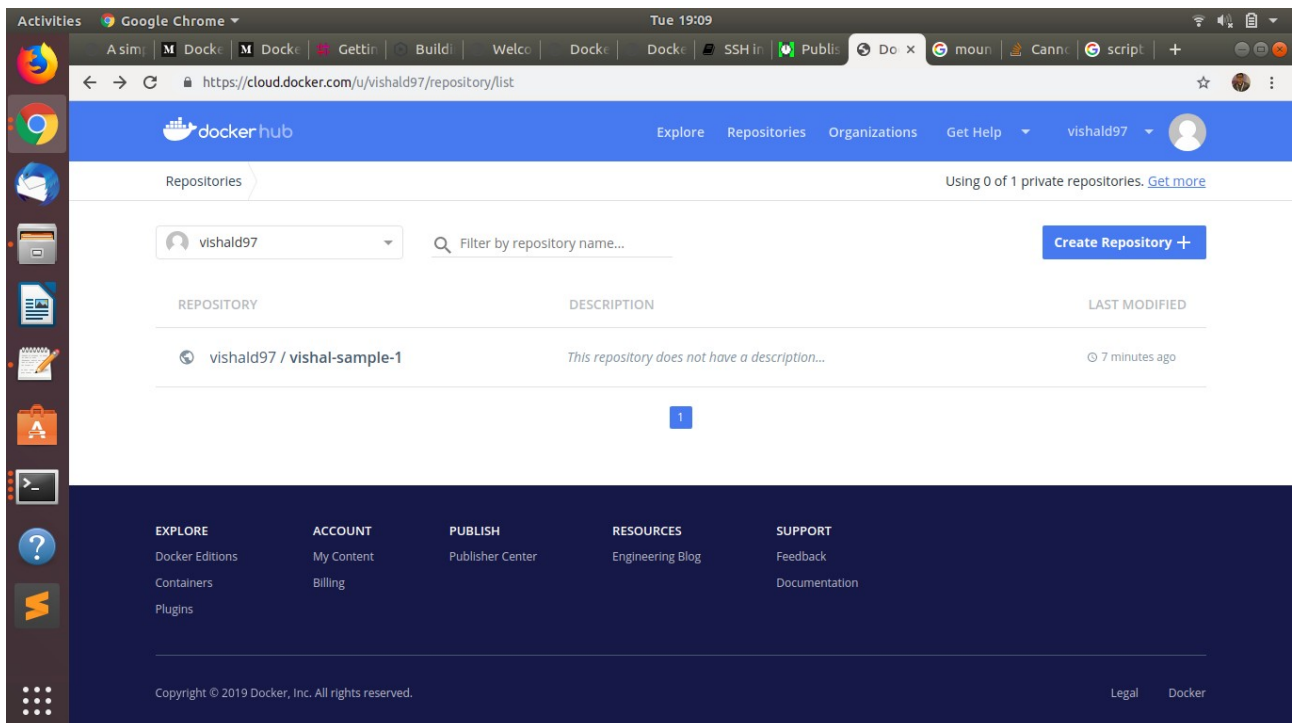 Activities Google Chrome Tue 19:09
A simp Docke Docke Gettin Buildi Welco Docke Docke SSH in Publis Do moun Canno script
https://cloud.docker.com/u/vishald97/repository/list
docker hub Explore Repositories Organizations Get Help vishald97
Repositories Using 0 of 1 private repositories. Get more
vishald97 Filter by repository name... Create Repository +
REPOSITORY DESCRIPTION LAST MODIFIED
vishald97 / vishal-sample-1 This repository does not have a description... 7 minutes ago
1
EXPLORE ACCOUNT PUBLISH RESOURCES SUPPORT
Docker Editions My Content Publisher Center Engineering Blog Feedback
Containers Billing Documentation
Plugins
Copyright © 2019 Docker, Inc. All rights reserved. Legal Docker